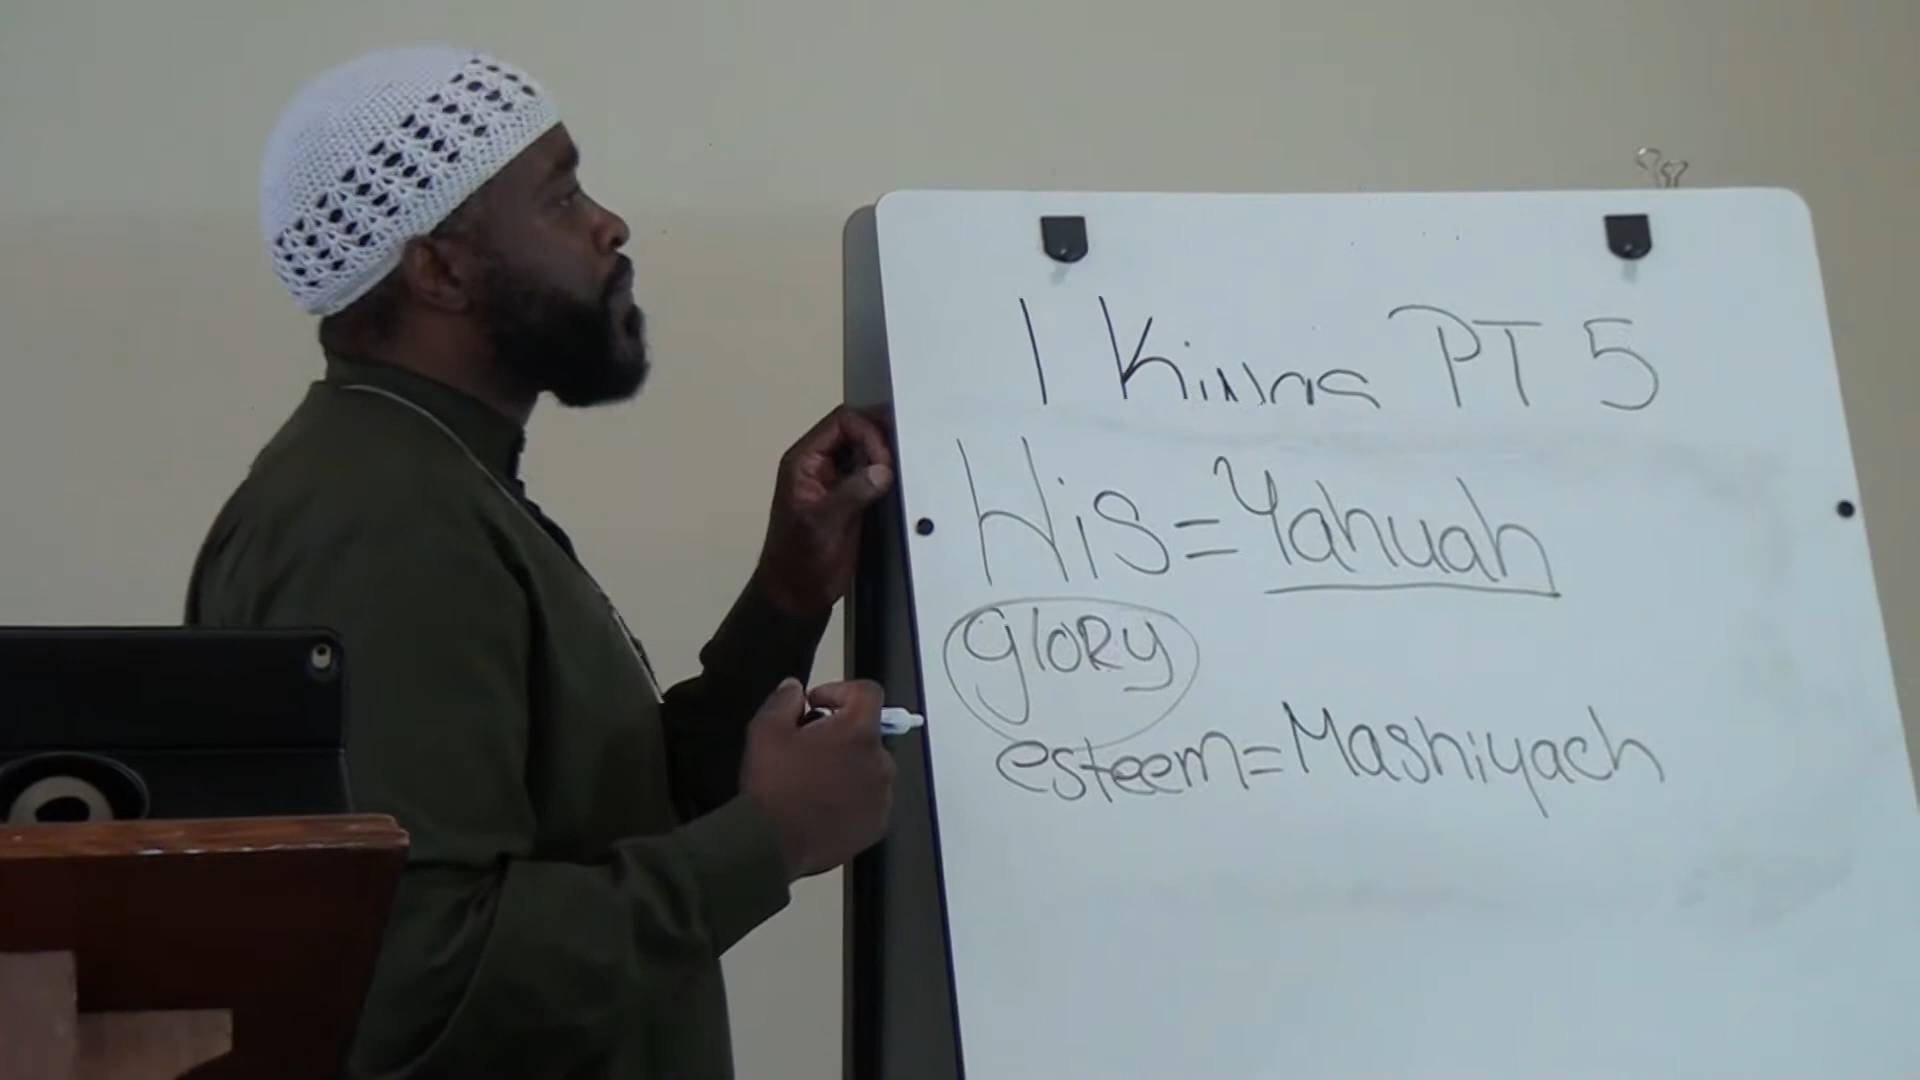 1 Kings PT 5
His = Yahuah
glory
esteem = Mashiyach